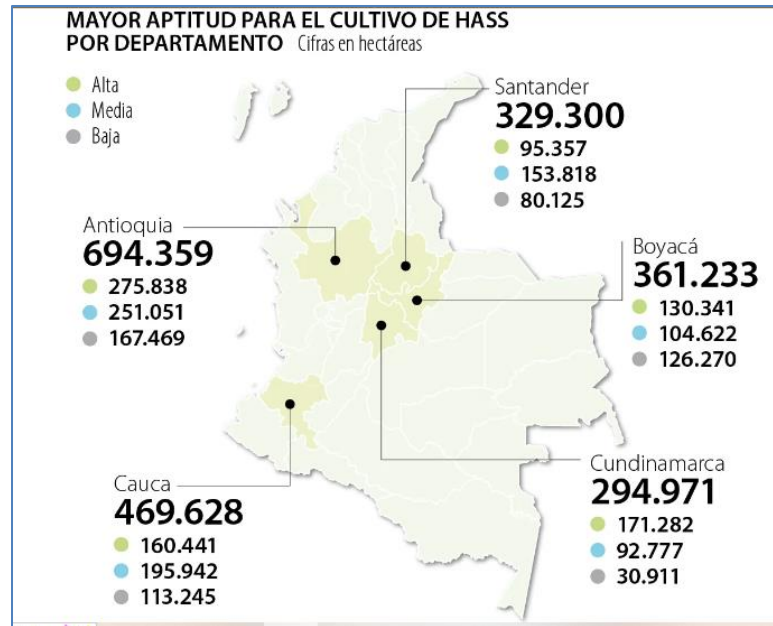 MAYOR APTITUD PARA EL CULTIVO DE HASS
POR DEPARTAMENTO Cifras en hectáreas
Alta
Media
Baja
Santander
329.300
95.357
153.818
80.125
Antioquia
694.359
275.838
251.051
167.469
Boyacá
361.233
130.341
104.622
126.270
Cauca
469.628
160.441
195.942
113.245
Cundinamarca
294.971
171.282
92.777
30.911